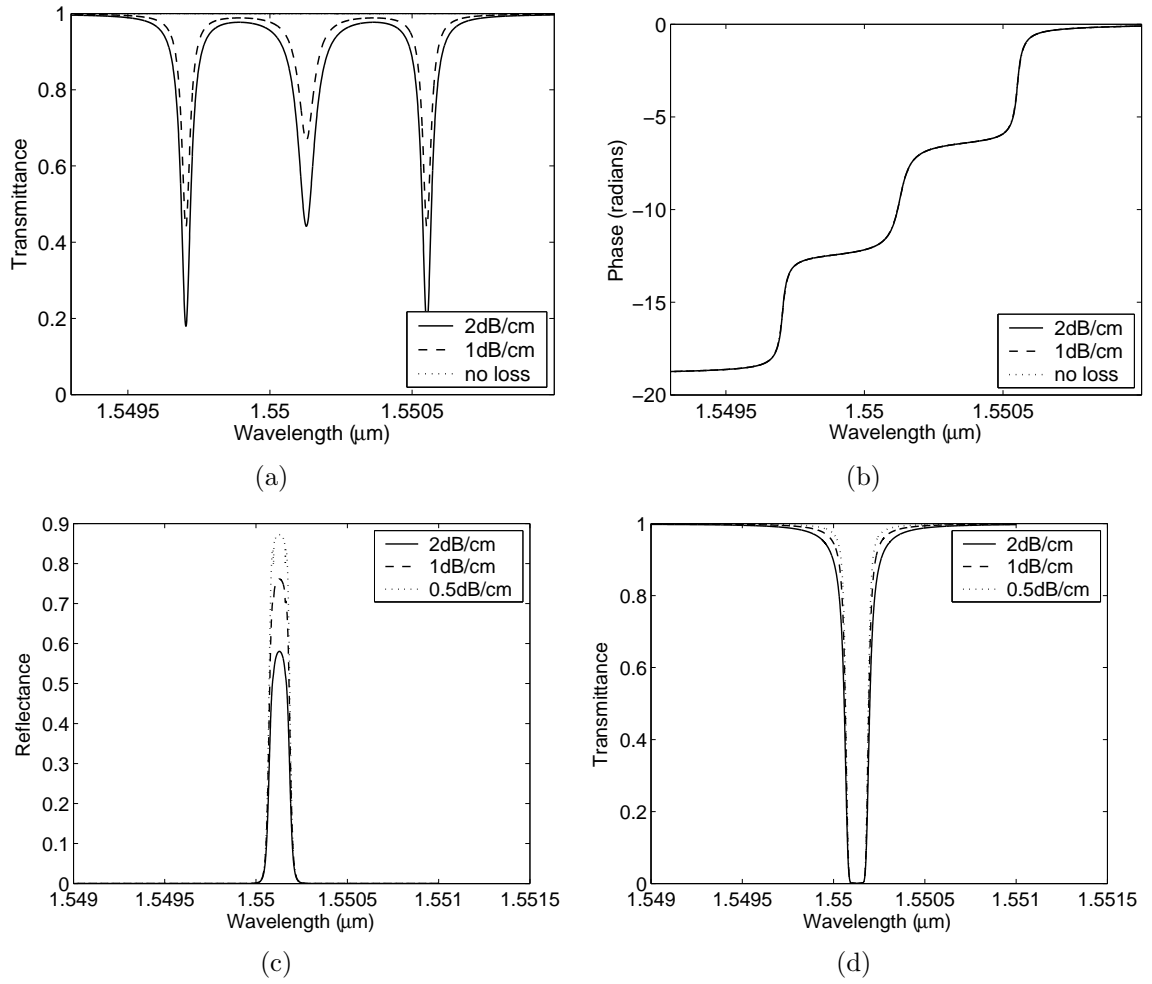 1
0.8
0.6
0.4
0.2
0
Transmittance
1.5495 1.55 1.5505
Wavelength (μm)
2dB/cm
1dB/cm
no loss
(a)
0
−5
−10
−15
−20
Phase (radians)
1.5495 1.55 1.5505
Wavelength (μm)
2dB/cm
1dB/cm
no loss
(b)
0.9
0.8
0.7
0.6
0.5
0.4
0.3
0.2
0.1
0
Reflectance
1.549 1.5495 1.55 1.5505 1.551 1.5515
Wavelength (μm)
2dB/cm
1dB/cm
0.5dB/cm
(c)
1
0.8
0.6
0.4
0.2
0
Transmittance
1.549 1.5495 1.55 1.5505 1.551 1.5515
Wavelength (μm)
2dB/cm
1dB/cm
0.5dB/cm
(d)